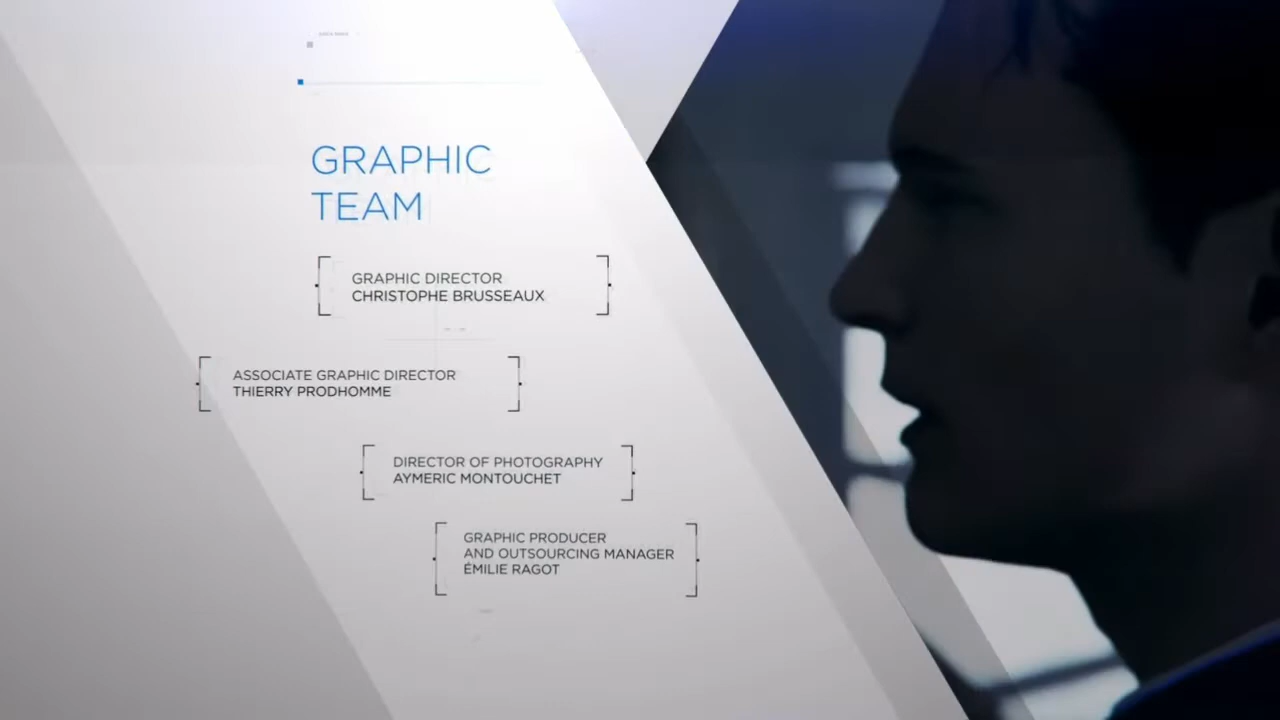 GRAPHIC
TEAM
GRAPHIC DIRECTOR
CHRISTOPHE BRUSSEAUX
ASSOCIATE GRAPHIC DIRECTOR
THIERRY PRODHOMME
DIRECTOR OF PHOTOGRAPHY
AYMERIC MONTOUCHET
GRAPHIC PRODUCER
AND OUTSOURCING MANAGER
ÉMILIE RAGOT